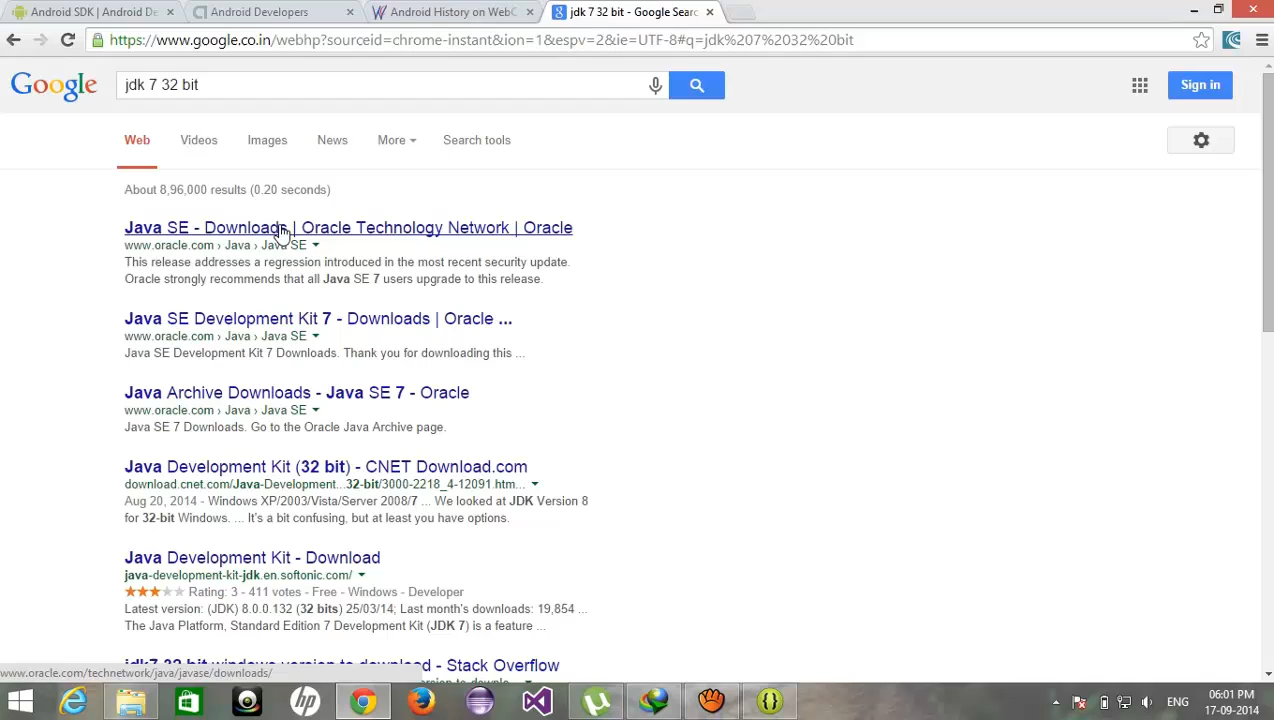 Android SDK | Android De
Android Developers
Android History on WebC
jdk 7 32 bit - Google Searc
https://www.google.co.in/webhp?sourceid=chrome-instant&ion=1&espv=2&ie=UTF-8#q=jdk%207%2032%20bit
Google
jdk 7 32 bit
Sign in
Web Videos Images News More Search tools
About 8,96,000 results (0.20 seconds)
Java SE - Downloads | Oracle Technology Network | Oracle
www.oracle.com › Java › Java SE
This release addresses a regression introduced in the most recent security update.
Oracle strongly recommends that all Java SE 7 users upgrade to this release.
Java SE Development Kit 7 - Downloads | Oracle ...
www.oracle.com › Java › Java SE
Java SE Development Kit 7 Downloads. Thank you for downloading this ...
Java Archive Downloads - Java SE 7 - Oracle
www.oracle.com › Java › Java SE
Java SE 7 Downloads. Go to the Oracle Java Archive page.
Java Development Kit (32 bit) - CNET Download.com
download.cnet.com/Java-Development...32-bit/3000-2218_4-12091.htm...
Aug 20, 2014 - Windows XP/2003/Vista/Server 2008/7 ... We looked at JDK Version 8
for 32-bit Windows. ... It's a bit confusing, but at least you have options.
Java Development Kit - Download
java-development-kit-jdk.en.softonic.com/
Rating: 3 - 411 votes - Free - Windows - Developer
Latest version: (JDK) 8.0.0.132 (32 bits) 25/03/14; Last month's downloads: 19,854 ...
The Java Platform, Standard Edition 7 Development Kit (JDK 7) is a feature ...
jdk7 32 bit windows version to download - Stack Overflow
www.oracle.com/technetwork/java/javase/downloads/
ENG
06:01 PM
17-09-2014